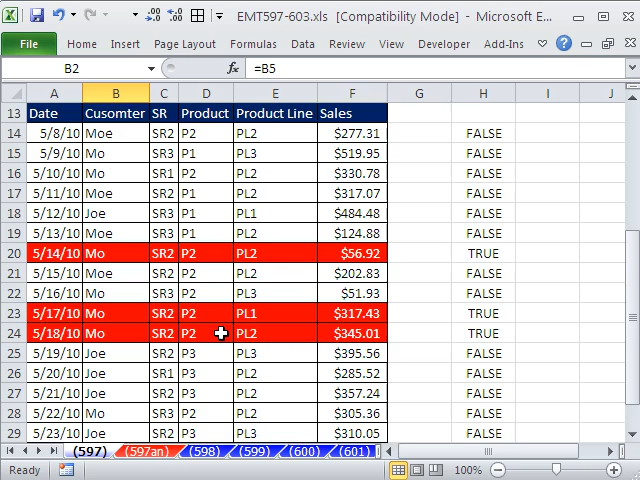 EMT597-603.xls [Compatibility Mode] - Microsoft E...
File Home Insert Page Layout Formulas Data Review View Developer Add-Ins
B2 fx =B5
A B C D E F G H I J
13 Date Cusomter SR Product Product Line Sales
14 5/8/10 Moe SR2 P2 PL2 $277.31 FALSE
15 5/9/10 Mo SR3 P1 PL3 $519.95 FALSE
16 5/10/10 Mo SR1 P2 PL2 $330.78 FALSE
17 5/11/10 Moe SR2 P1 PL2 $317.07 FALSE
18 5/12/10 Joe SR3 P1 PL1 $484.48 FALSE
19 5/13/10 Moe SR3 P1 PL2 $124.88 FALSE
20 5/14/10 Mo SR2 P2 PL2 $56.92 TRUE
21 5/15/10 Moe SR2 P2 PL2 $202.83 FALSE
22 5/16/10 Mo SR3 P2 PL3 $51.93 FALSE
23 5/17/10 Mo SR2 P2 PL1 $317.43 TRUE
24 5/18/10 Mo SR2 P2 PL2 $345.01 TRUE
25 5/19/10 Joe SR2 P3 PL3 $395.56 FALSE
26 5/20/10 Joe SR1 P3 PL2 $285.52 FALSE
27 5/21/10 Joe SR2 P3 PL2 $357.24 FALSE
28 5/22/10 Mo SR3 P2 PL2 $305.36 FALSE
29 5/23/10 Joe SR2 P3 PL3 $310.05 FALSE
(597) (597an) (598) (599) (600) (601)
Ready 100%